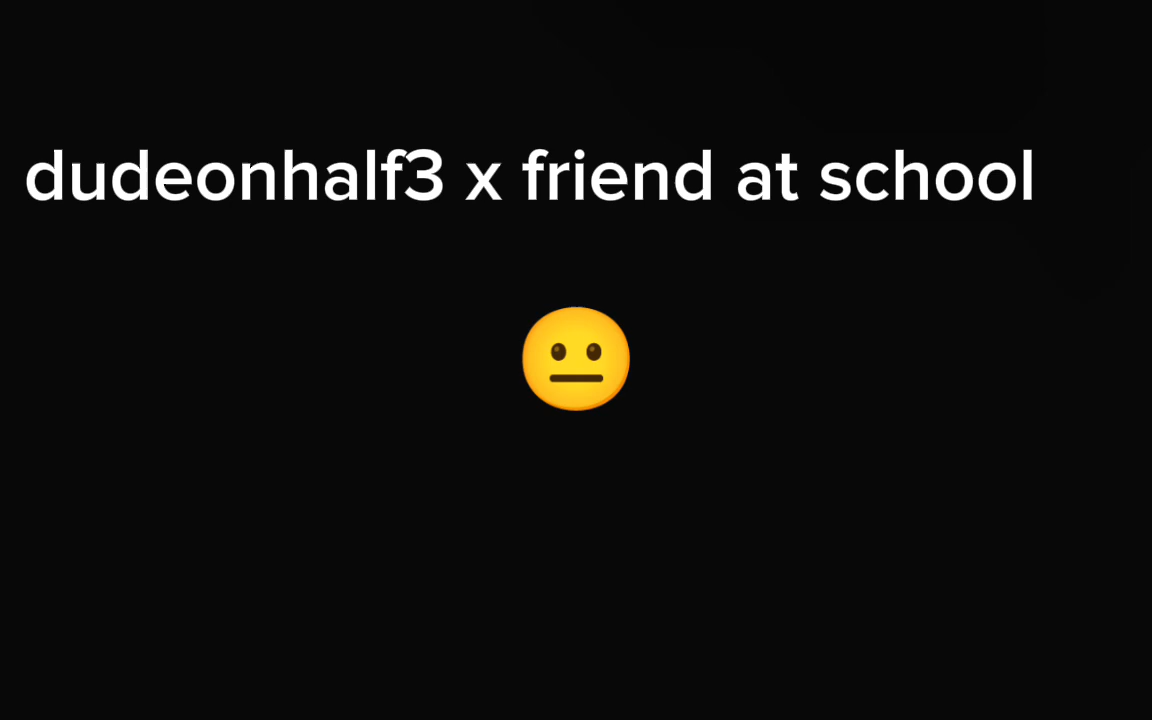 dudeonhalf3 x friend at school
😐